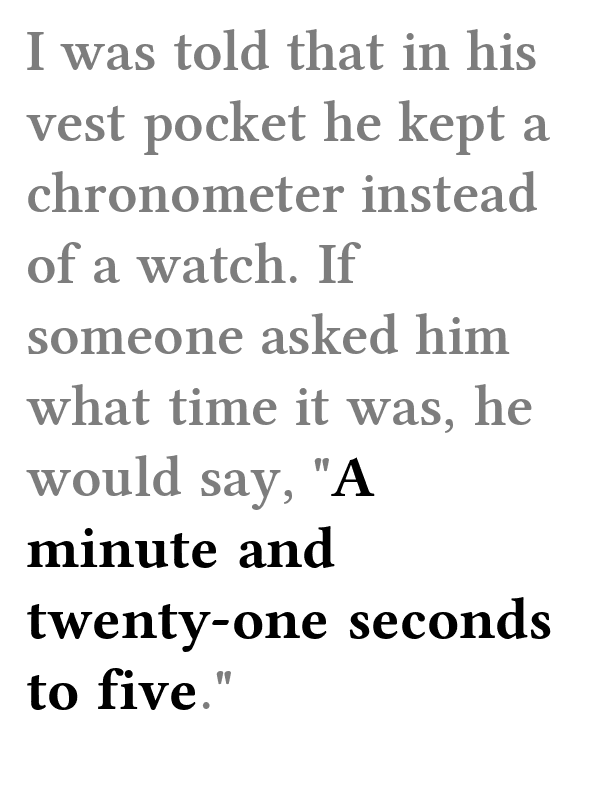 I was told that in his
vest pocket he kept a
chronometer instead
of a watch. If
someone asked him
what time it was, he
would say, "A
minute and
twenty-one seconds
to five."